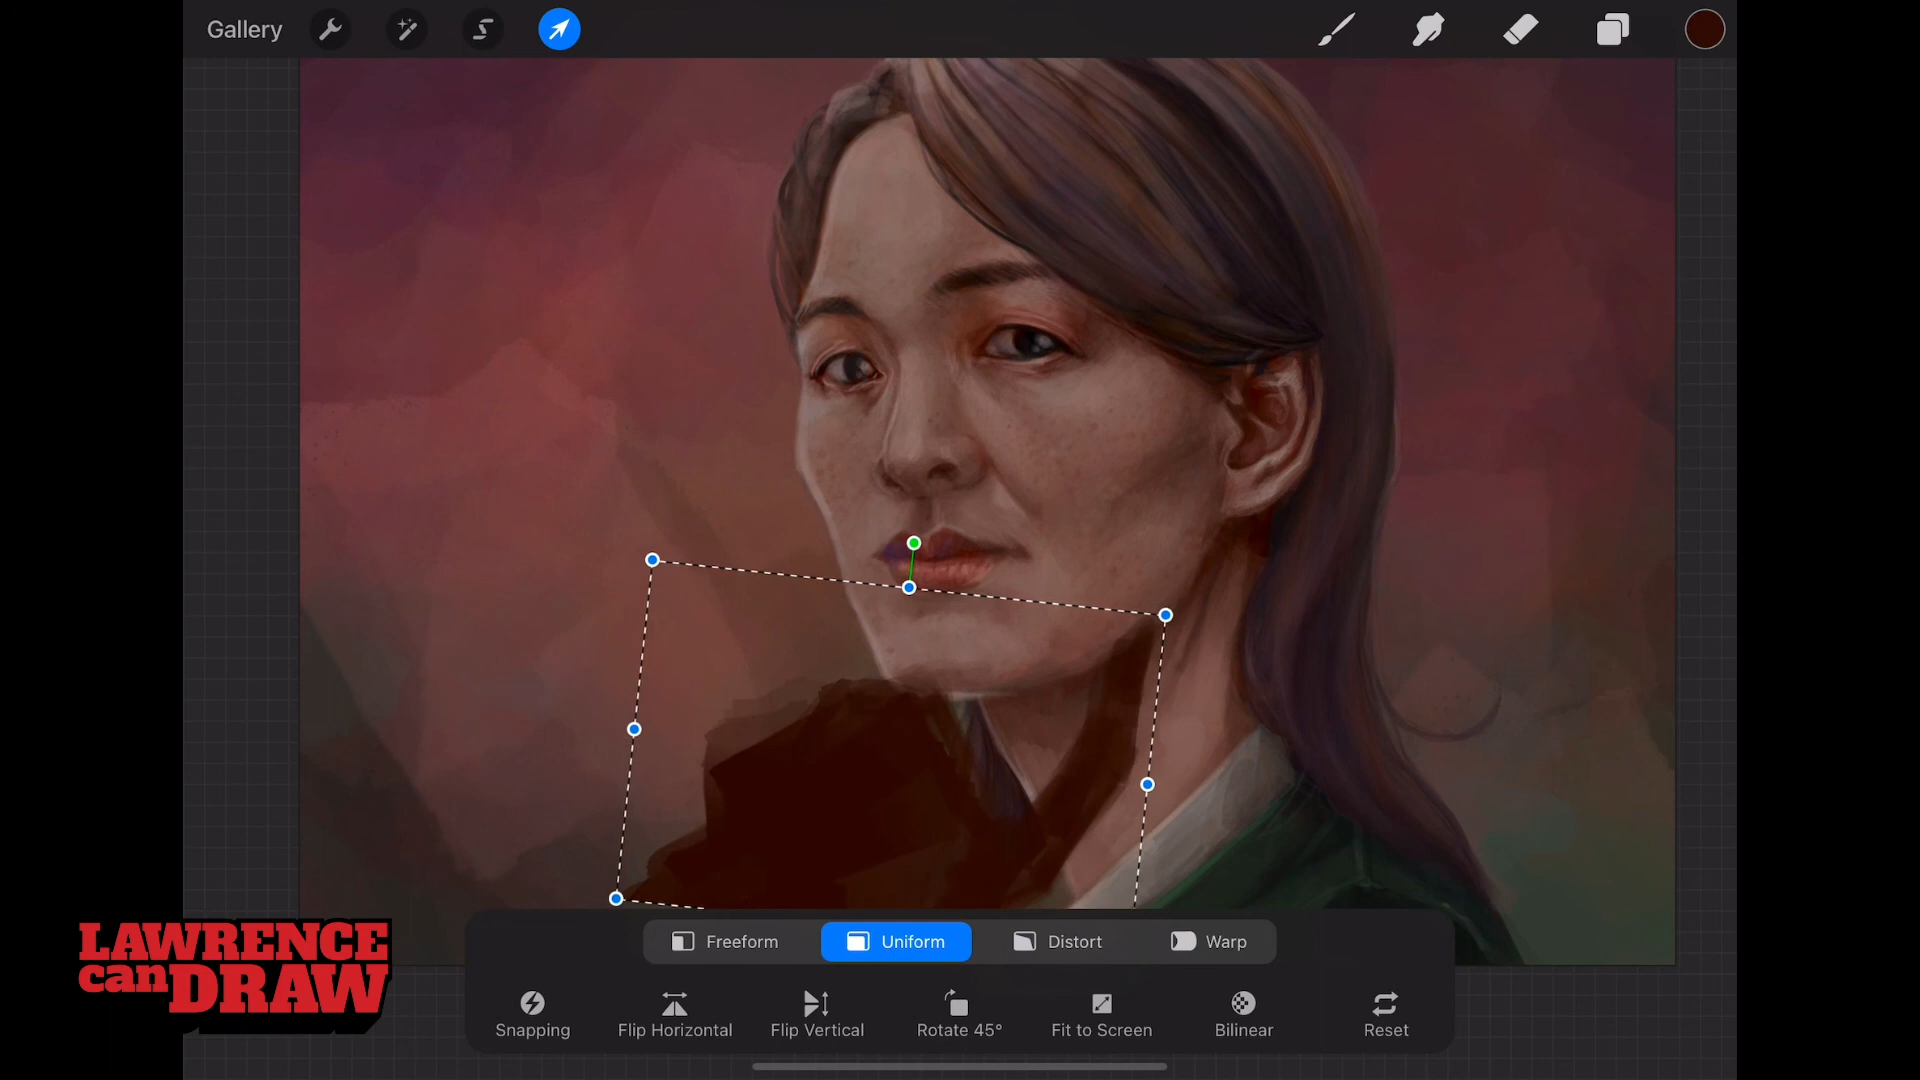 Gallery
Freeform
Uniform
Distort
Warp
Snapping
Flip Horizontal
Flip Vertical
Rotate 45°
Fit to Screen
Bilinear
Reset
LAWRENCE
can DRAW